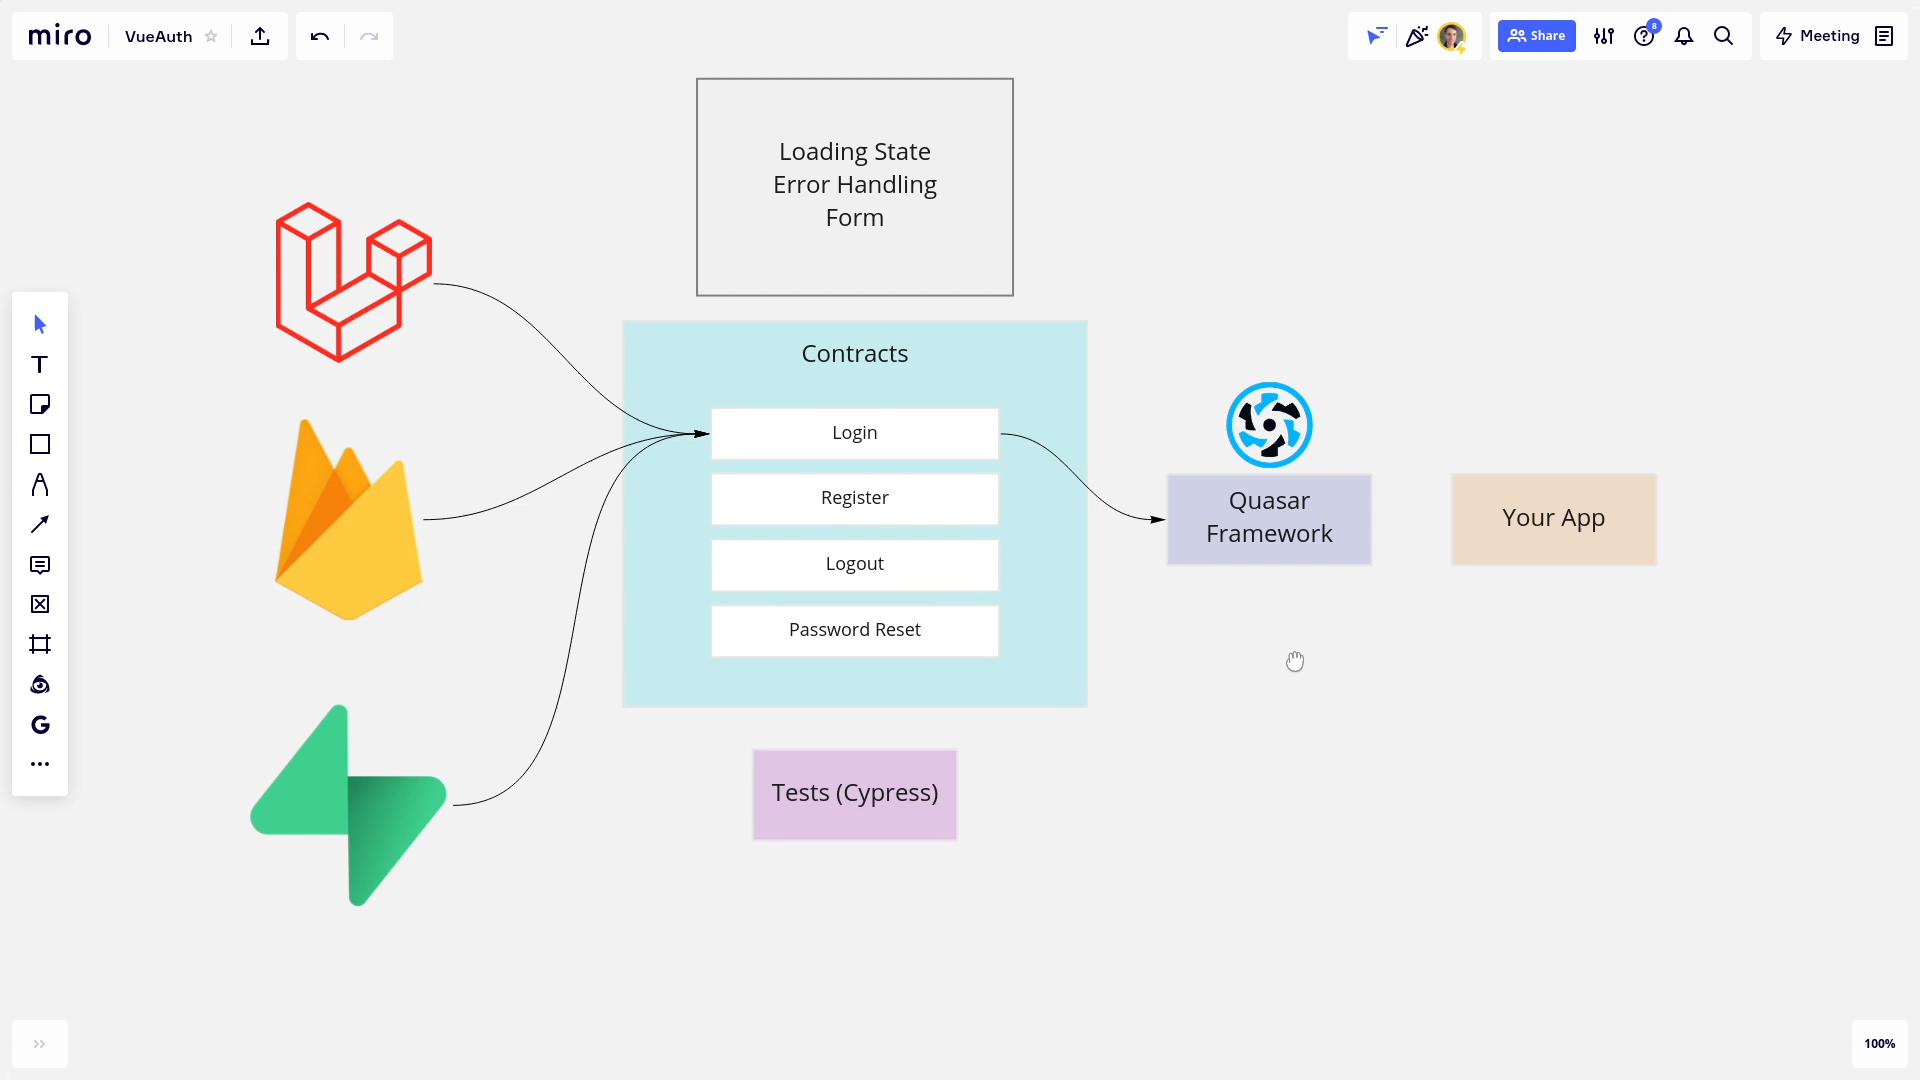 miro
VueAuth
8
Share
Meeting
Loading State
Error Handling
Form
Contracts
Login
Register
Logout
Password Reset
Quasar
Framework
Your App
Tests (Cypress)
T
G
100%